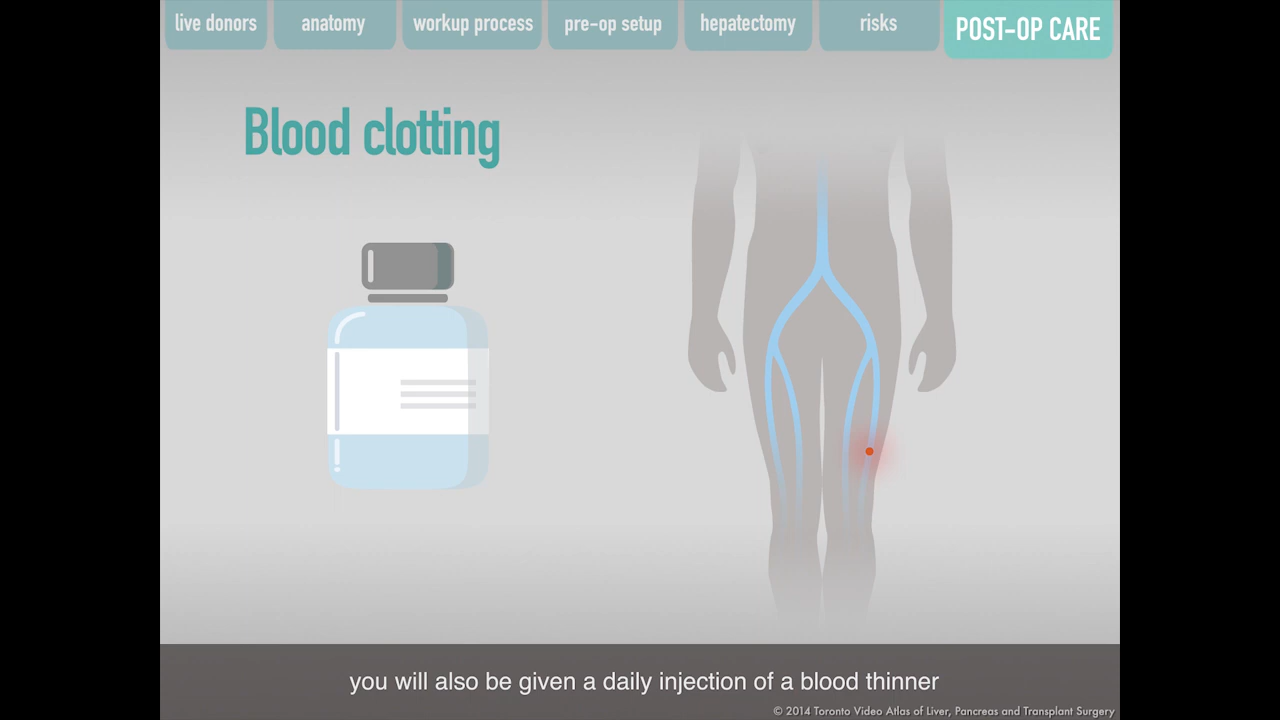 live donors
anatomy
workup process
pre-op setup
hepatectomy
risks
POST-OP CARE
Blood clotting
you will also be given a daily injection of a blood thinner
© 2014 Toronto Video Atlas of Liver, Pancreas and Transplant Surgery